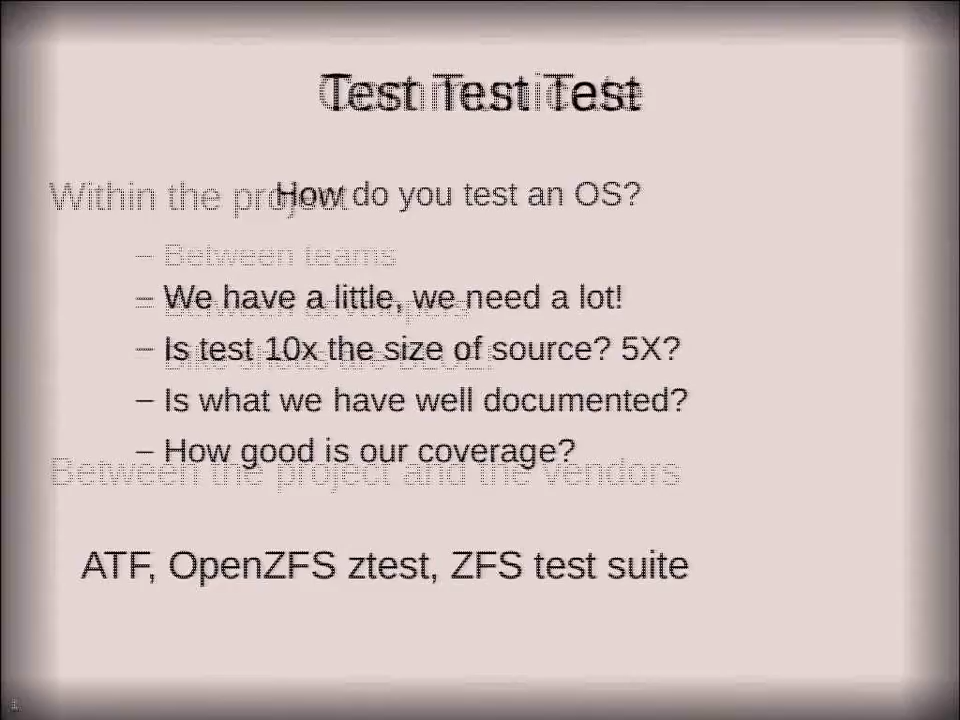 Test Test Test
Within the project
How do you test an OS?
– Between teams
– We have a little, we need a lot!
– Is test 10x the size of source? 5X?
– Is what we have well documented?
– How good is our coverage?
Between the project and the vendors
ATF, OpenZFS ztest, ZFS test suite